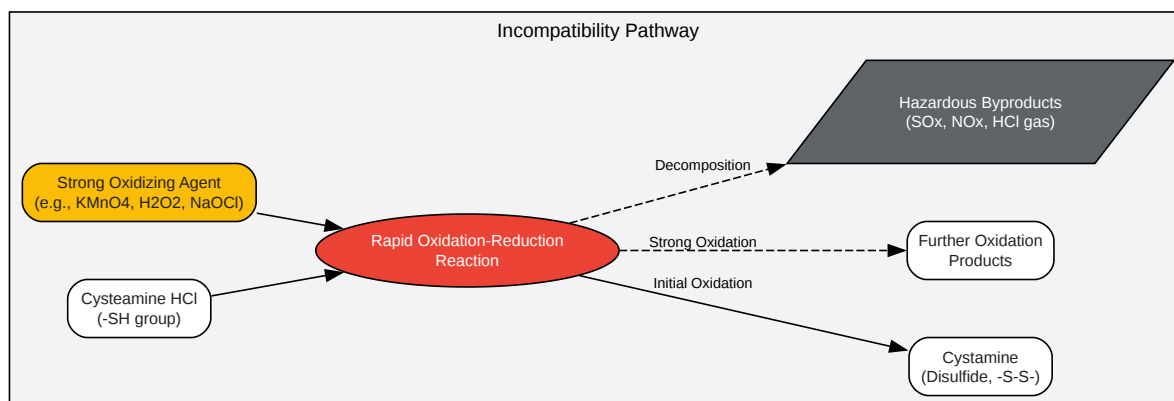 Incompatibility Pathway
Hazardous Byproducts
(SOx, NOx, HCl gas)
Decomposition
Strong Oxidizing Agent
(e.g., KMnO4, H2O2, NaOCl)
Rapid Oxidation-Reduction
Reaction
Strong Oxidation
Further Oxidation
Products
Initial Oxidation
Cysteamine HCl
(-SH group)
Cystamine
(Disulfide, -S-S-)